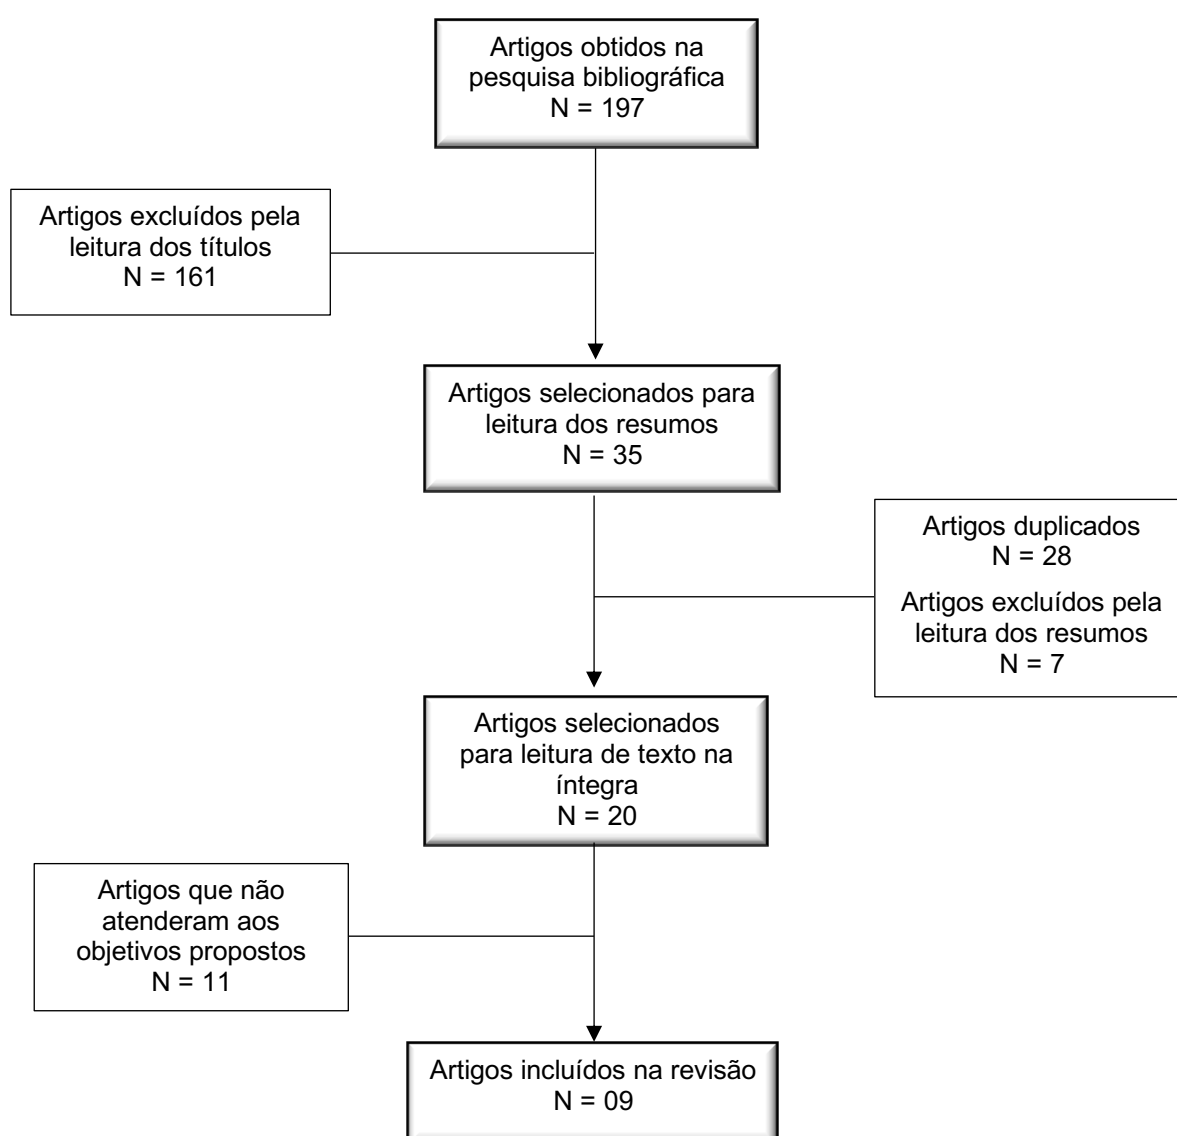 Artigos obtidos na
pesquisa bibliográfica
N = 197
Artigos excluídos pela
leitura dos títulos
N = 161
Artigos selecionados para
leitura dos resumos
N = 35
Artigos duplicados
N = 28
Artigos excluídos pela
leitura dos resumos
N = 7
Artigos selecionados
para leitura de texto na
íntegra
N = 20
Artigos que não
atenderam aos
objetivos propostos
N = 11
Artigos incluídos na revisão
N = 09